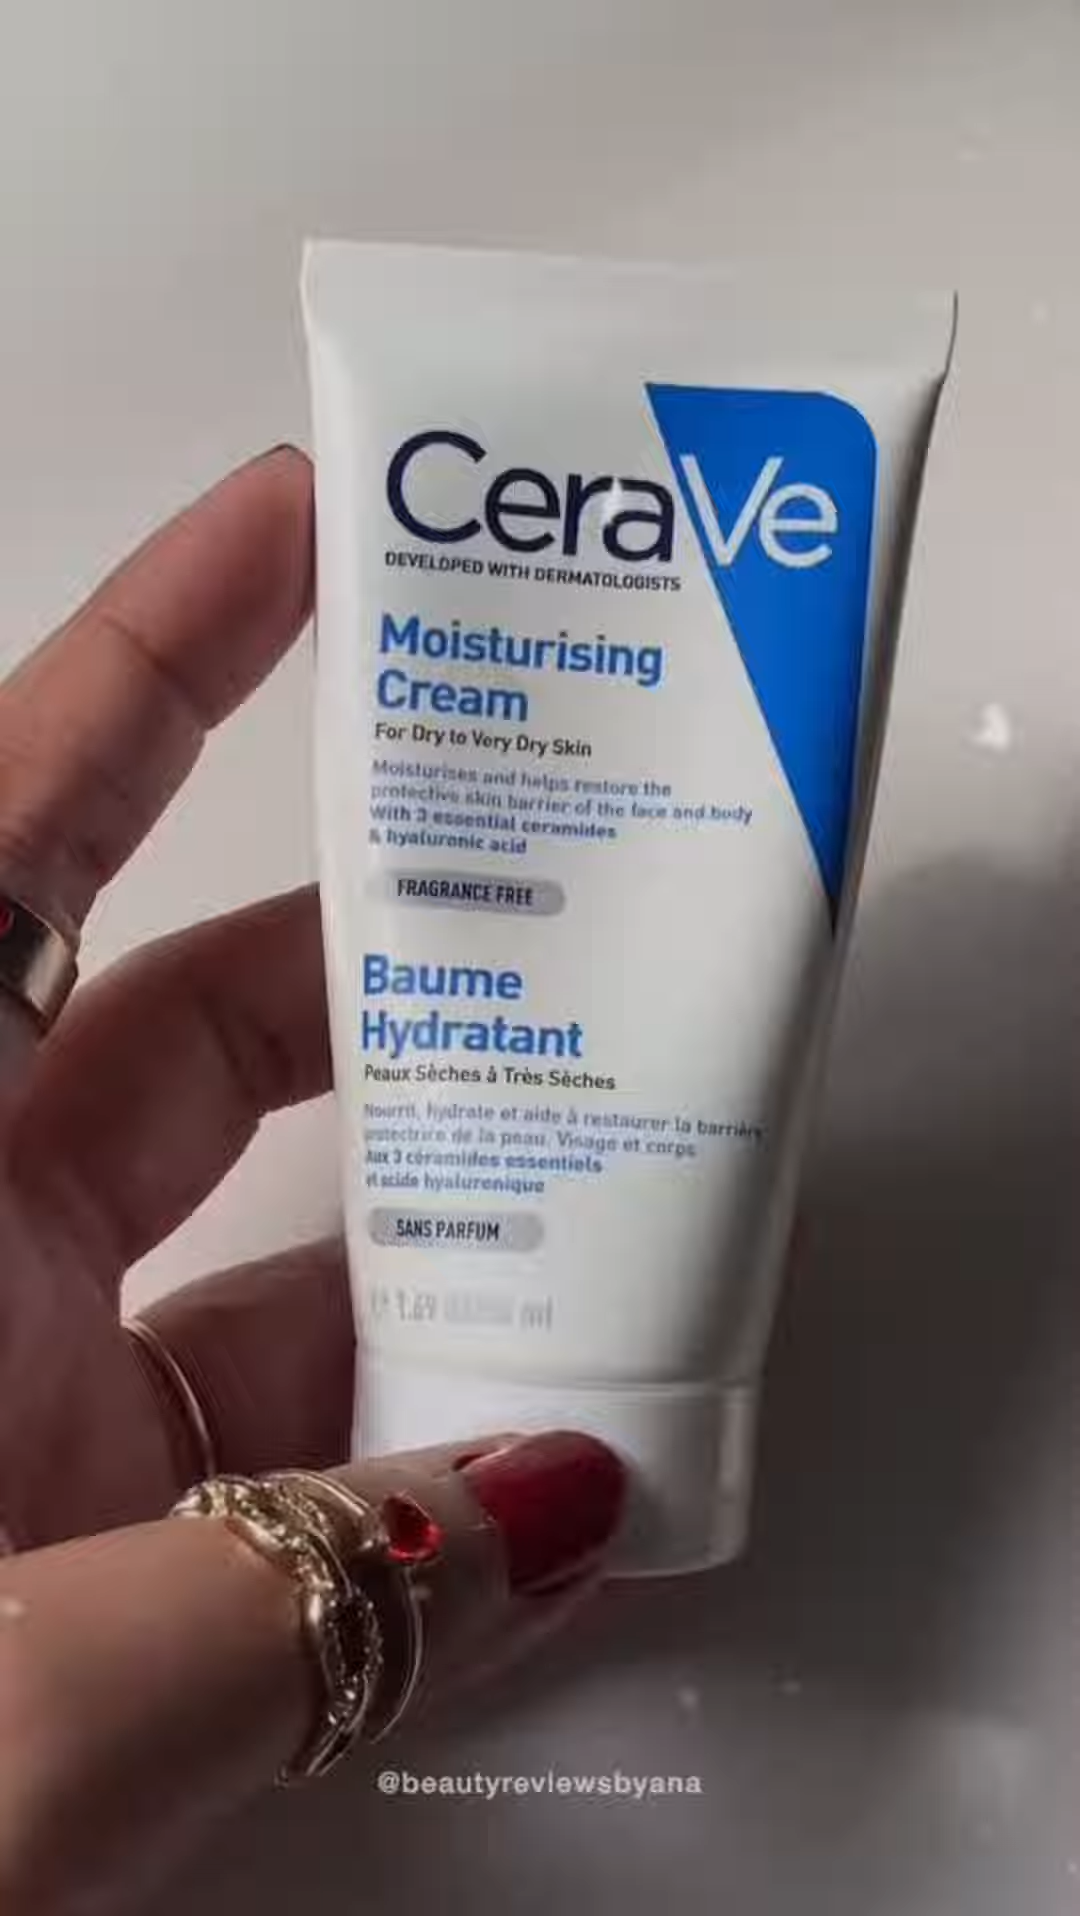 CeraVe
DEVELOPED WITH DERMATOLOGISTS
Moisturising
Cream
For Dry to Very Dry Skin
Moisturises and helps restore the
protective skin barrier of the face and body
With 3 essential ceramides
& hyaluronic acid
FRAGRANCE FREE
Baume
Hydratant
Peaux Sèches à Très Sèches
Nourrit, hydrate et aide à restaurer la barrière
protectrice de la peau. Visage et corps
Aux 3 céramides essentiels
et acide hyaluronique
SANS PARFUM
1.69 ml
@beautyreviewsbyana